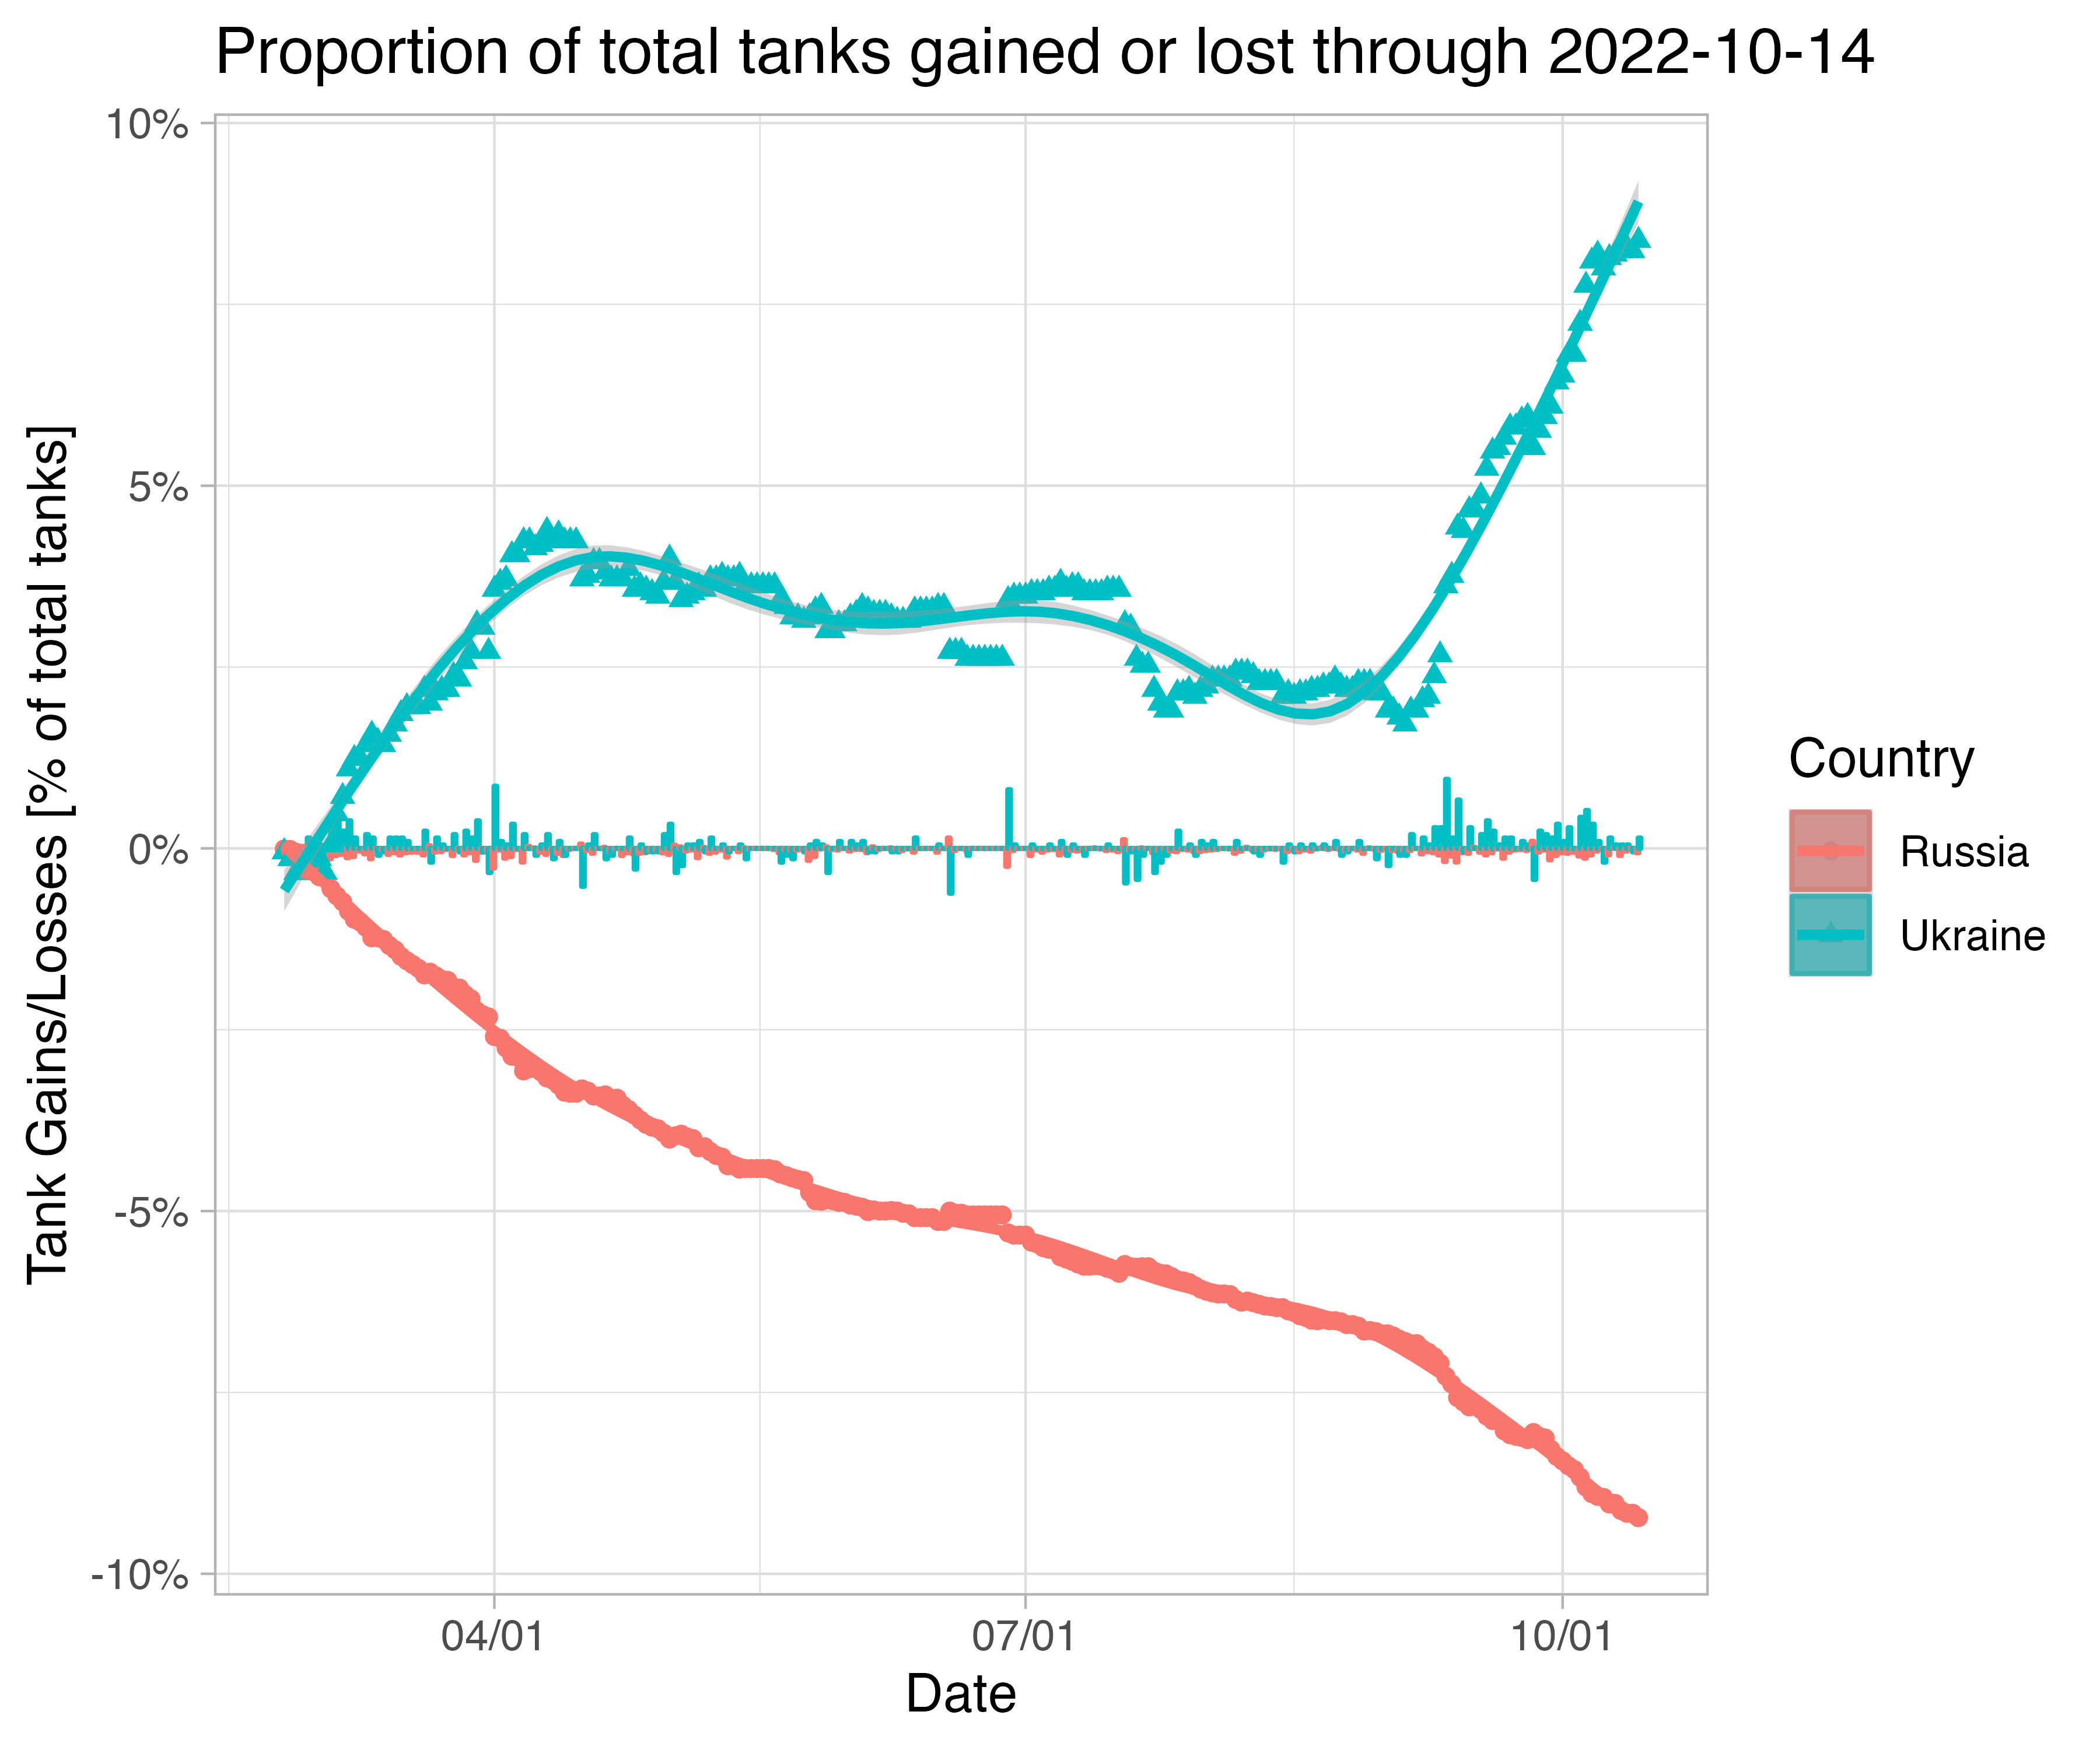 Proportion of total tanks gained or lost through 2022-10-14
Tank Gains/Losses [% of total tanks]
10%
5%
0%
-5%
-10%
04/01
07/01
10/01
Date
Country
Russia
Ukraine